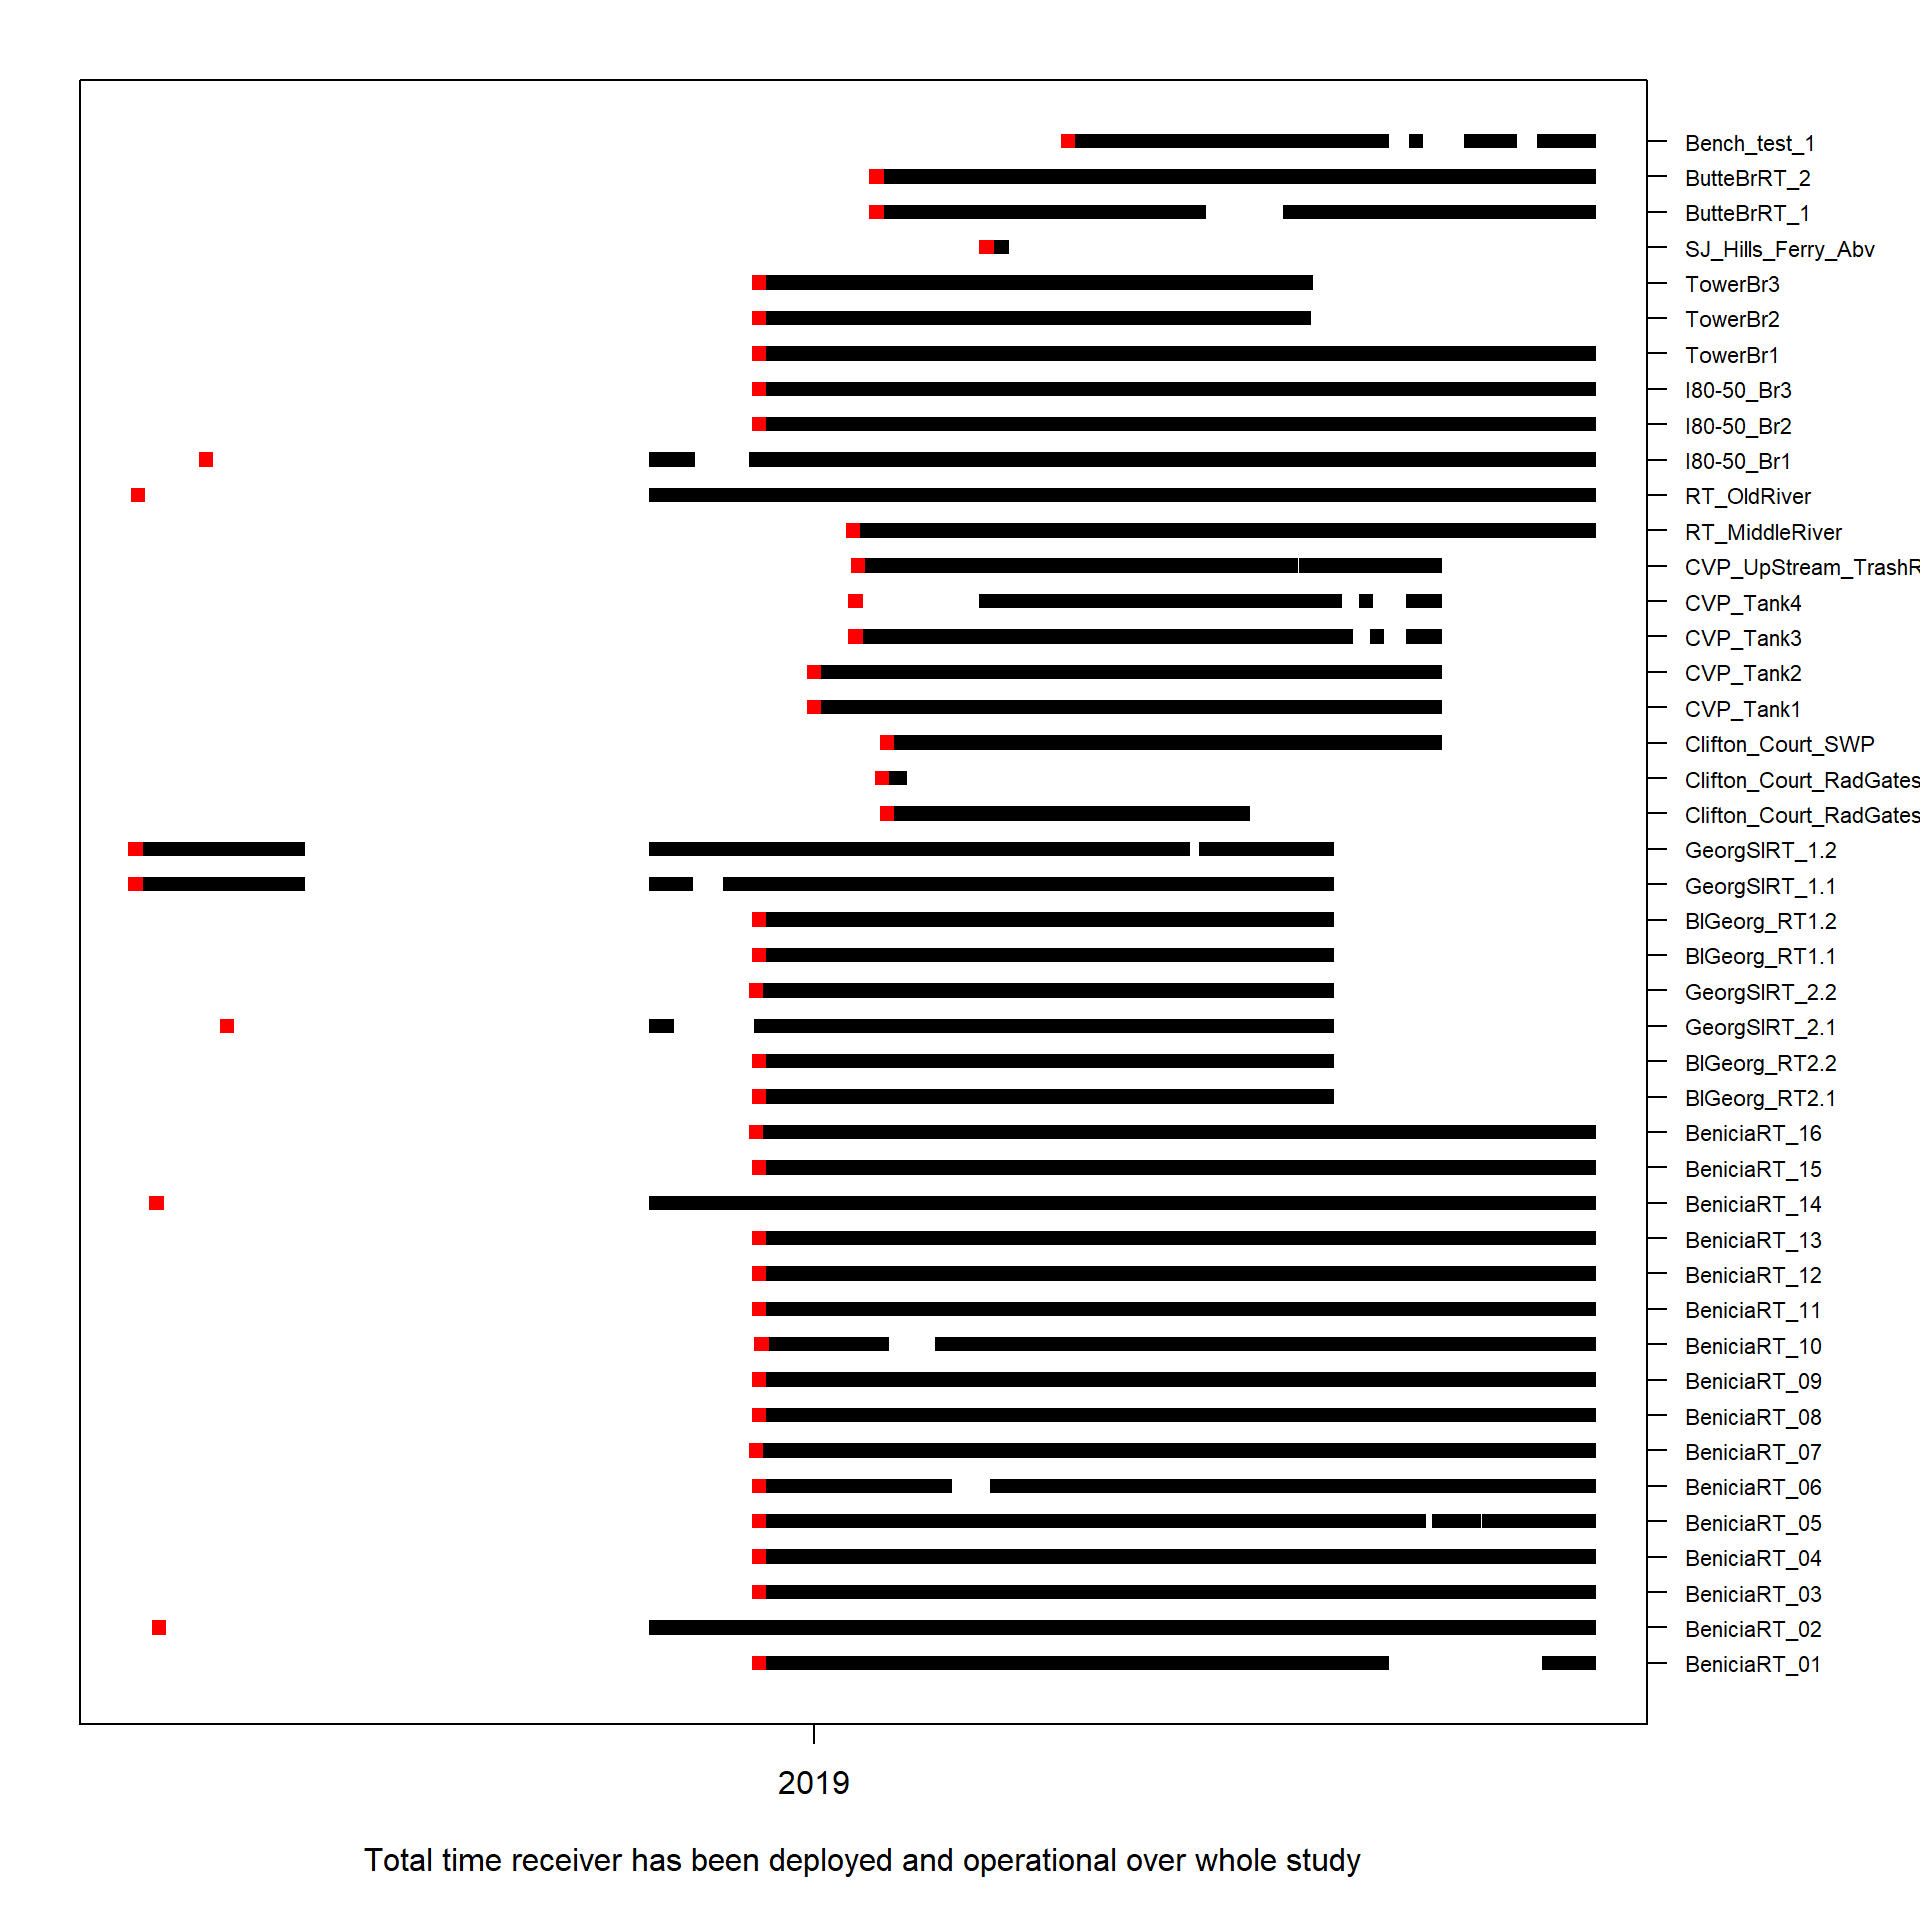 Bench_test_1
ButteBrRT_2
ButteBrRT_1
SJ_Hills_Ferry_Abv
TowerBr3
TowerBr2
TowerBr1
I80-50_Br3
I80-50_Br2
I80-50_Br1
RT_OldRiver
RT_MiddleRiver
CVP_UpStream_TrashR
CVP_Tank4
CVP_Tank3
CVP_Tank2
CVP_Tank1
Clifton_Court_SWP
Clifton_Court_RadGates
Clifton_Court_RadGates
GeorgSlRT_1.2
GeorgSlRT_1.1
BlGeorg_RT1.2
BlGeorg_RT1.1
GeorgSlRT_2.2
GeorgSlRT_2.1
BlGeorg_RT2.2
BlGeorg_RT2.1
BeniciaRT_16
BeniciaRT_15
BeniciaRT_14
BeniciaRT_13
BeniciaRT_12
BeniciaRT_11
BeniciaRT_10
BeniciaRT_09
BeniciaRT_08
BeniciaRT_07
BeniciaRT_06
BeniciaRT_05
BeniciaRT_04
BeniciaRT_03
BeniciaRT_02
BeniciaRT_01
2019
Total time receiver has been deployed and operational over whole study